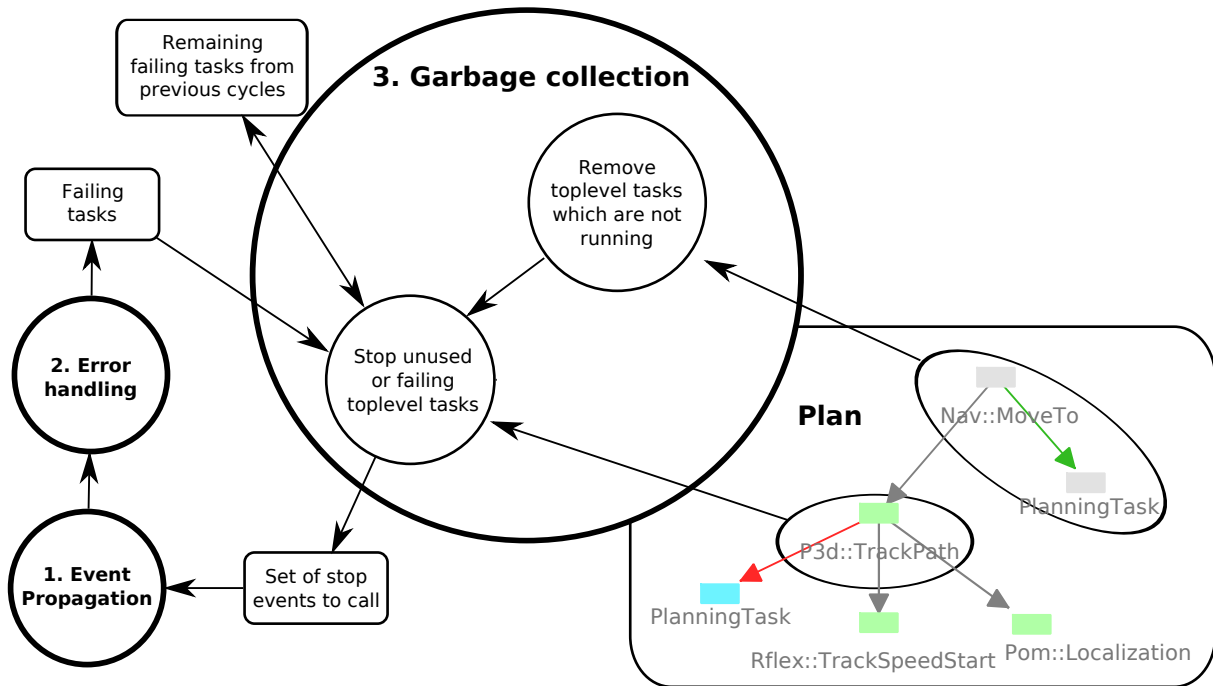 Remaining
failing tasks from
previous cycles
3. Garbage collection
Remove
toplevel tasks
which are not
running
Failing
tasks
Stop unused
or failing
toplevel tasks
2. Error
handling
Plan
Nav::MoveTo
PlanningTask
P3d::TrackPath
1. Event
Propagation
Set of stop
events to call
PlanningTask
Rflex::TrackSpeedStart
Pom::Localization